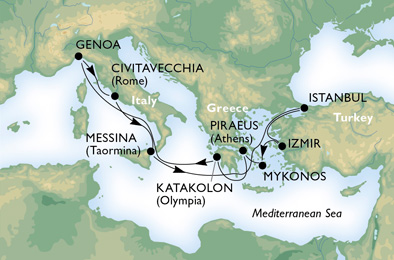 GENOA
CIVITAVECCHIA
(Rome)
Italy
ISTANBUL
Greece
Turkey
PIRAEUS
(Athens)
IZMIR
MESSINA
(Taormina)
MYKONOS
KATAKOLON
(Olympia)
Mediterranean Sea